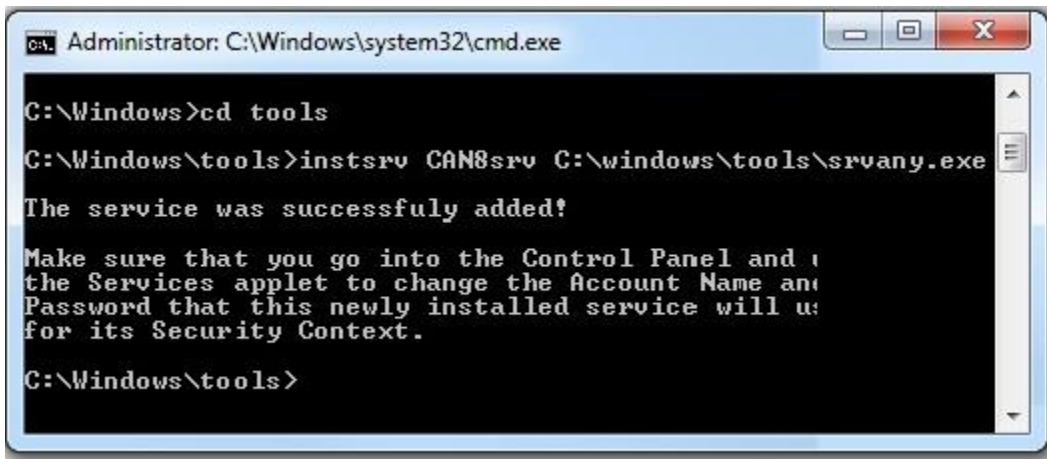 Administrator: C:\Windows\system32\cmd.exe
C:\Windows>cd tools
C:\Windows\tools>instsrv CAN8srv C:\windows\tools\srvany.exe
The service was successfuly added!
Make sure that you go into the Control Panel and
the Services applet to change the Account Name
Password that this newly installed service will
for its Security Context.
C:\Windows\tools>